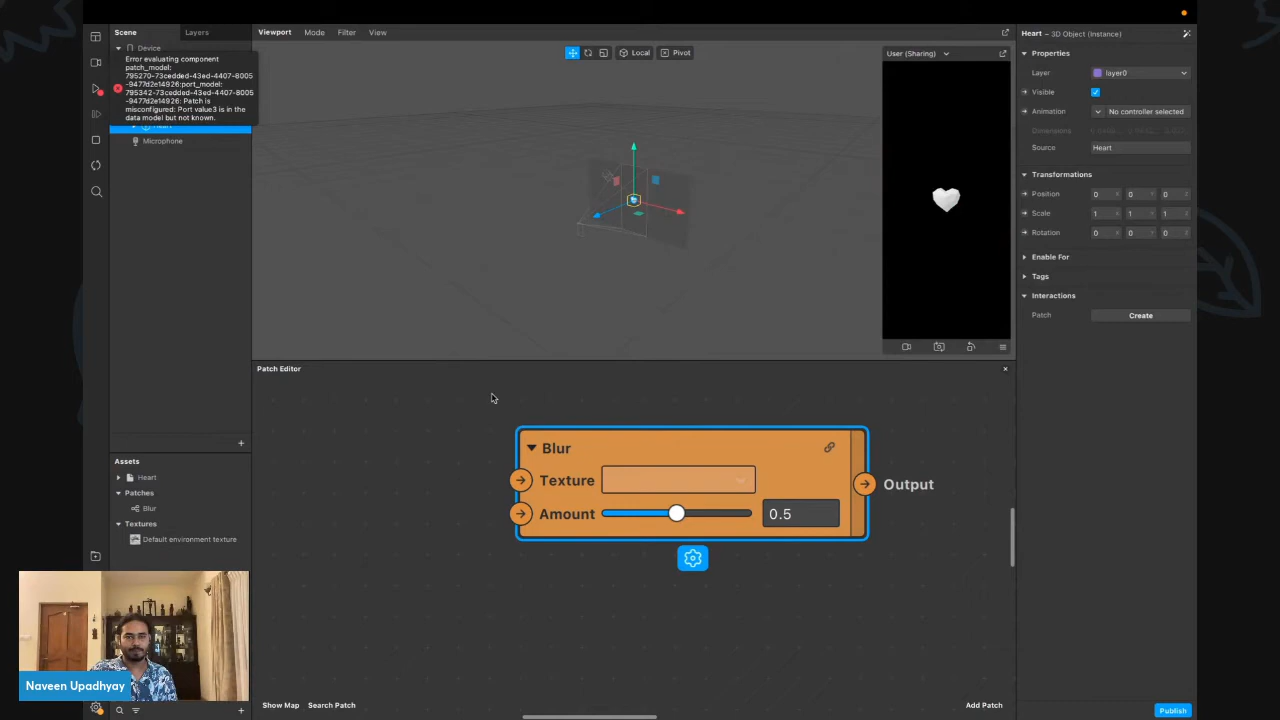 Scene
Layers
Viewport
Mode
Filter
View
Device
Error evaluating component
patch_model:
795270-73cedded-43ed-4407-8005
-9477d2e14926:port_model:
795342-73cedded-43ed-4407-8005
-9477d2e14926: Patch is
misconfigured: Port value3 is in the
data model but not known.
Heart
Microphone
Local
Pivot
User (Sharing)
Heart — 3D Object (Instance)
Properties
Layer
layer0
Visible
Animation
No controller selected
Dimensions
Source
Heart
Transformations
Position
0 X 0 Y 0 Z
Scale
1 X 1 Y 1 Z
Rotation
0 X 0 Y 0 Z
Enable For
Tags
Interactions
Patch
Create
Patch Editor
Blur
Texture
Amount
0.5
Output
Assets
Heart
Patches
Blur
Textures
Default environment texture
Naveen Upadhyay
Show Map
Search Patch
Add Patch
Publish